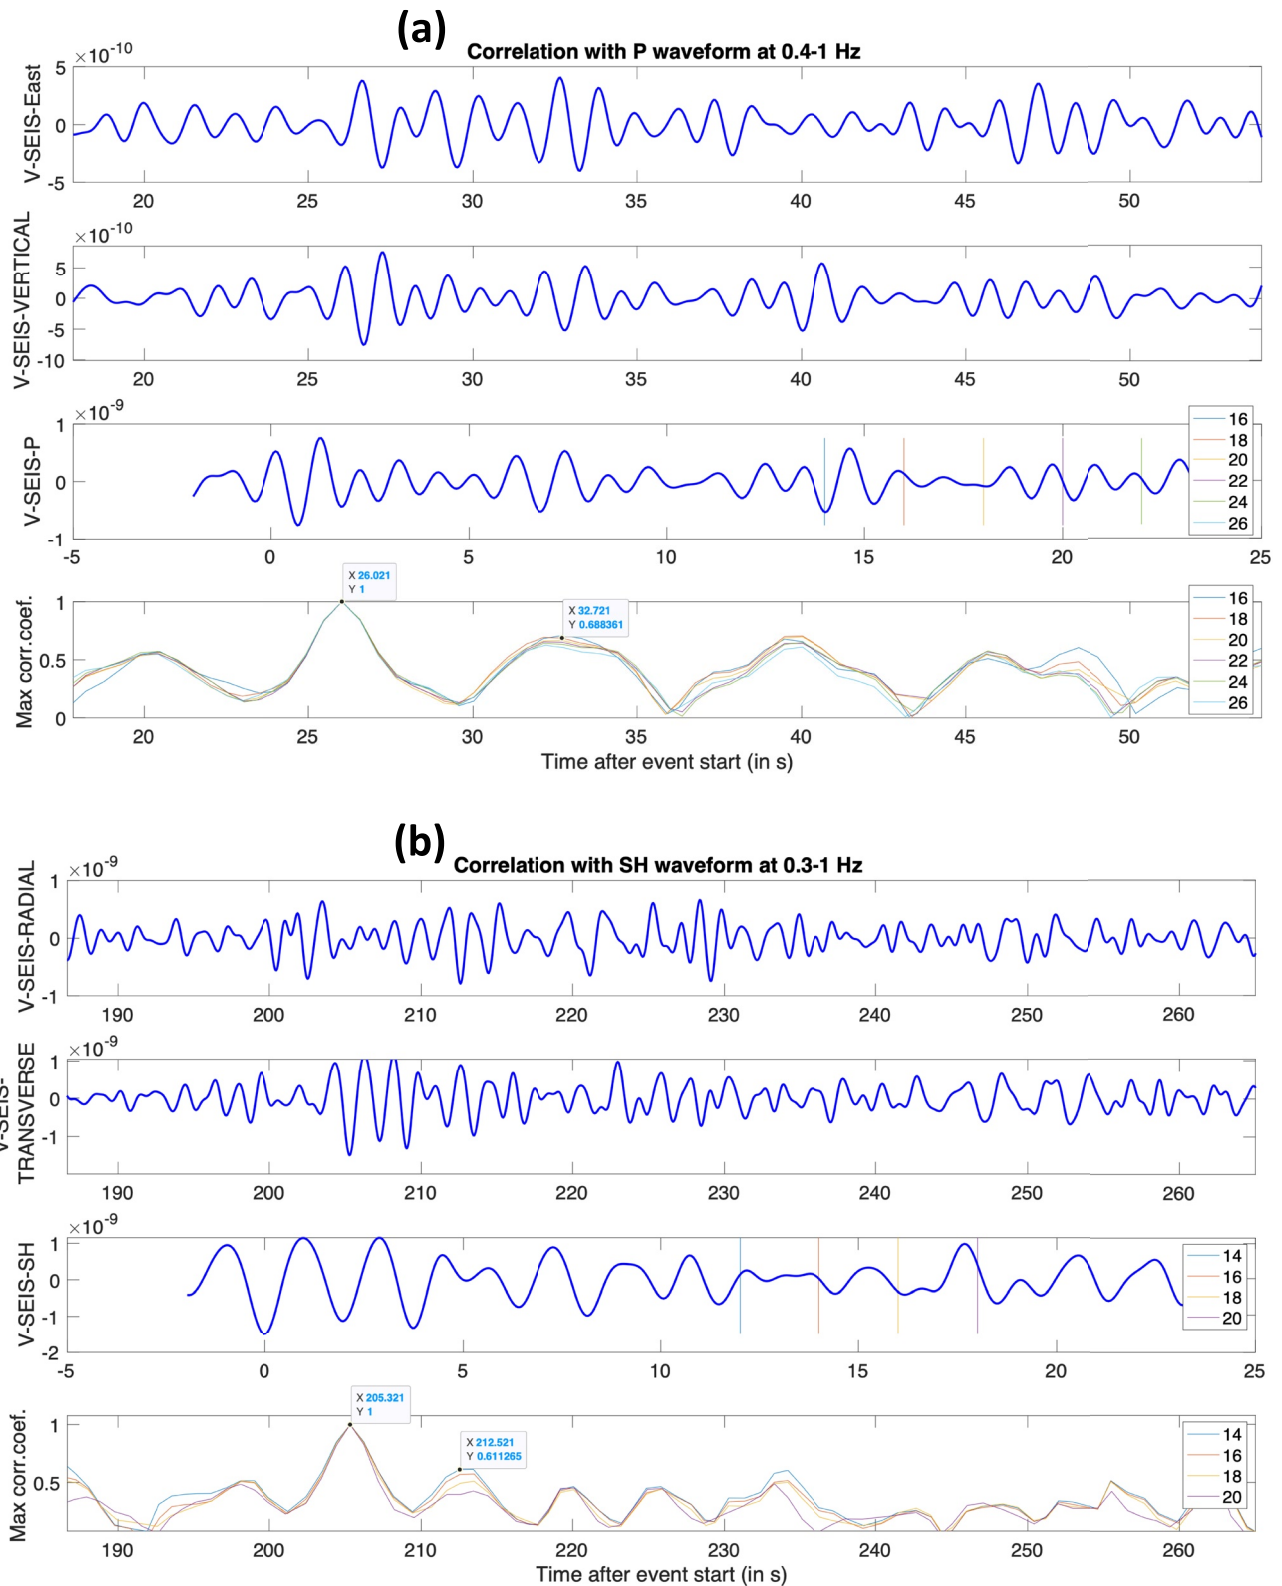 (a)
Correlation with P waveform at 0.4-1 Hz
×10-10
V-SEIS-East
5
0
-5
20 25 30 35 40 45 50
×10-10
V-SEIS-VERTICAL
5
0
-5
-10
20 25 30 35 40 45 50
×10-9
V-SEIS-P
1
0
-1
16
18
20
22
24
26
-5 0 5 10 15 20 25
X 26.021
Y 1
X 32.721
Y 0.688361
Max corr.coef.
1
0.5
0
16
18
20
22
24
26
20 25 30 35 40 45 50
Time after event start (in s)
(b)
Correlation with SH waveform at 0.3-1 Hz
×10-9
V-SEIS-RADIAL
1
0
-1
190 200 210 220 230 240 250 260
×10-9
V-SEIS-
TRANSVERSE
1
0
-1
190 200 210 220 230 240 250 260
×10-9
V-SEIS-SH
1
0
-1
-2
14
16
18
20
-5 0 5 10 15 20 25
X 205.321
Y 1
X 212.521
Y 0.611265
Max corr.coef.
1
0.5
14
16
18
20
190 200 210 220 230 240 250 260
Time after event start (in s)